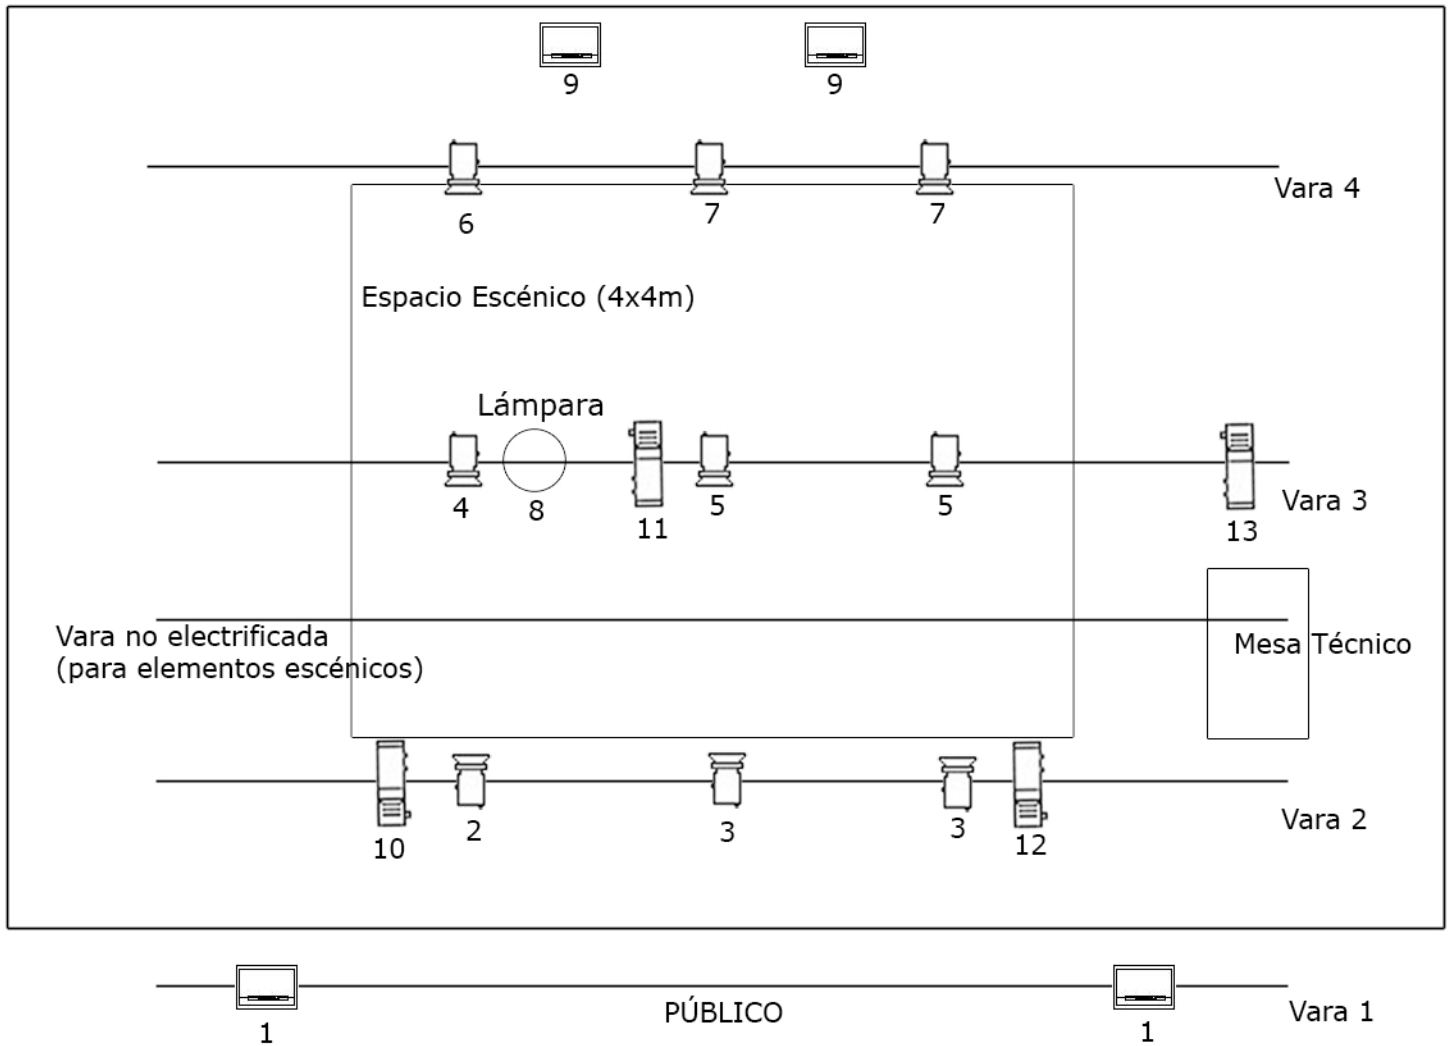 9
9
Vara 4
6
7
7
Espacio Escénico (4x4m)
Lámpara
4
8
11
5
5
13
Vara 3
Vara no electrificada
(para elementos escénicos)
Mesa Técnico
10
2
3
3
12
Vara 2
1
PÚBLICO
1
Vara 1